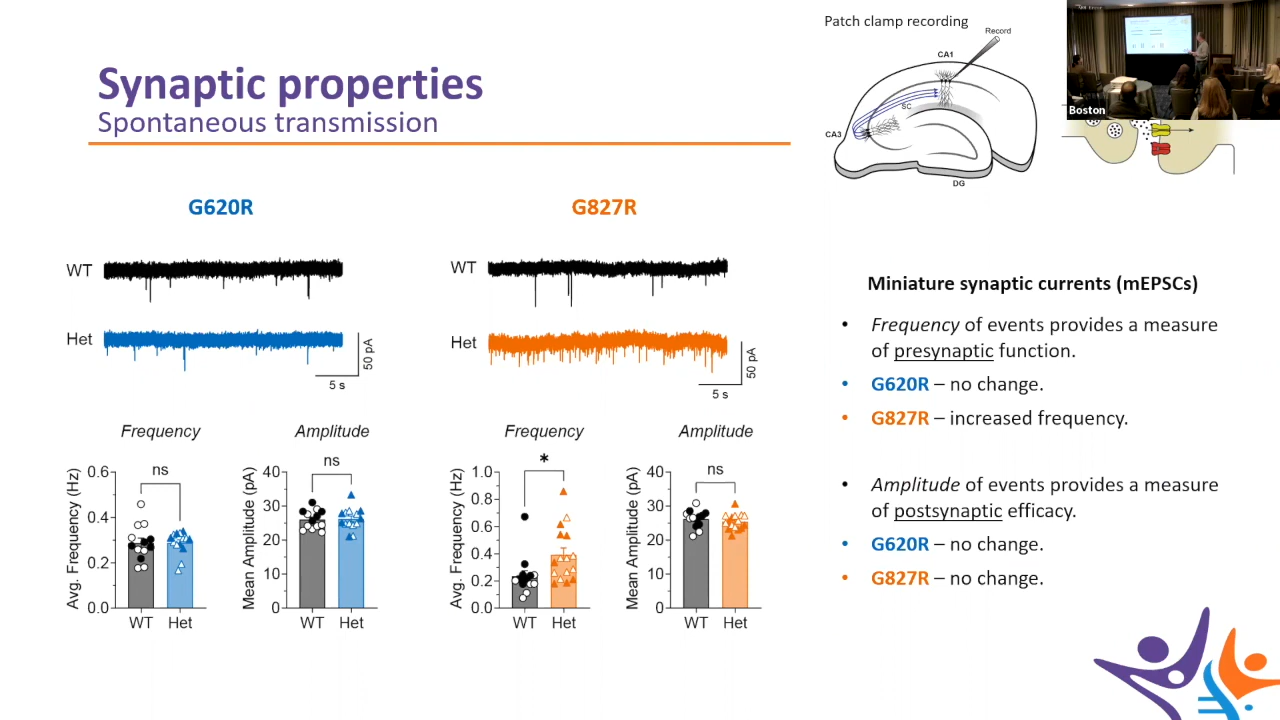 Synaptic properties
Spontaneous transmission
Patch clamp recording
Record
CA1
SC
CA3
DG
Boston
G620R
WT
Het
50 pA
5 s
G827R
WT
Het
50 pA
5 s
Frequency
Avg. Frequency (Hz)
0.6
0.4
0.2
0.0
ns
WT Het
Amplitude
Mean Amplitude (pA)
40
30
20
10
0
ns
WT Het
Frequency
Avg. Frequency (Hz)
1.0
0.8
0.6
0.4
0.2
0.0
*
WT Het
Amplitude
Mean Amplitude (pA)
40
30
20
10
0
ns
WT Het
Miniature synaptic currents (mEPSCs)
• Frequency of events provides a measure
of presynaptic function.
• G620R – no change.
• G827R – increased frequency.
• Amplitude of events provides a measure
of postsynaptic efficacy.
• G620R – no change.
• G827R – no change.